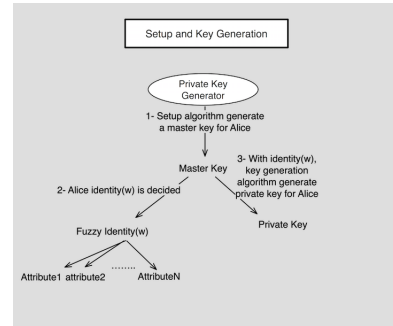 Setup and Key Generation
Private Key
Generator
1- Setup algorithm generate
a master key for Alice
Master Key
3- With identity(w),
key generation
algorithm generate
private key for Alice
2- Alice identity(w) is decided
Fuzzy Identity(w)
Private Key
Attribute1 attribute2 ........ AttributeN